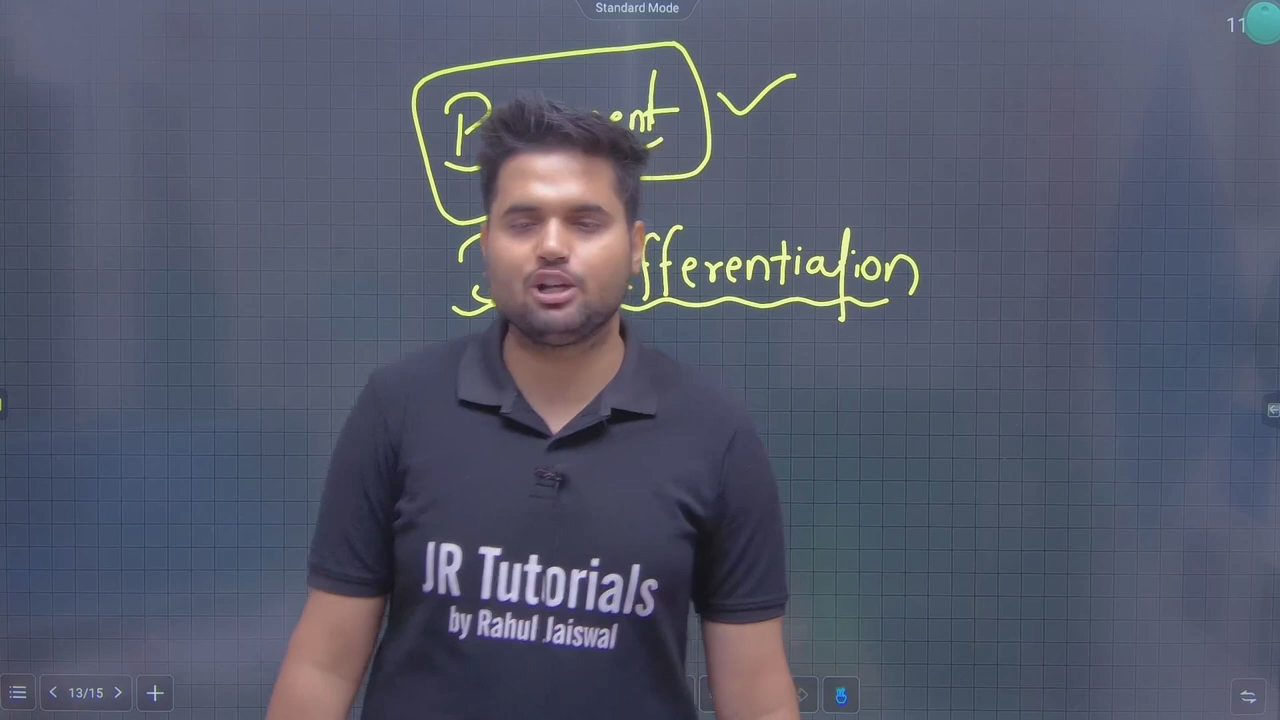 Standard Mode
11
fferentiation
JR Tutorials
by Rahul Jaiswal
13/15